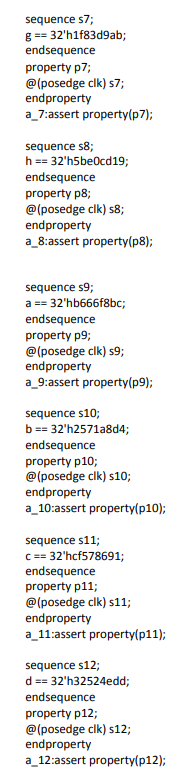 sequence s7;
g == 32'h1f83d9ab;
endsequence
property p7;
@(posedge clk) s7;
endproperty
a_7:assert property(p7);
sequence s8;
h == 32'h5be0cd19;
endsequence
property p8;
@(posedge clk) s8;
endproperty
a_8:assert property(p8);
sequence s9;
a == 32'hb666f8bc;
endsequence
property p9;
@(posedge clk) s9;
endproperty
a_9:assert property(p9);
sequence s10;
b == 32'h2571a8d4;
endsequence
property p10;
@(posedge clk) s10;
endproperty
a_10:assert property(p10);
sequence s11;
c == 32'hcf578691;
endsequence
property p11;
@(posedge clk) s11;
endproperty
a_11:assert property(p11);
sequence s12;
d == 32'h32524edd;
endsequence
property p12;
@(posedge clk) s12;
endproperty
a_12:assert property(p12);